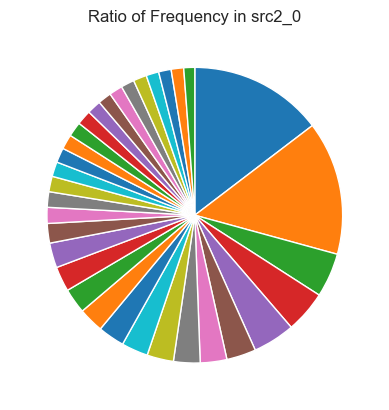 Ratio of Frequency in src2_0